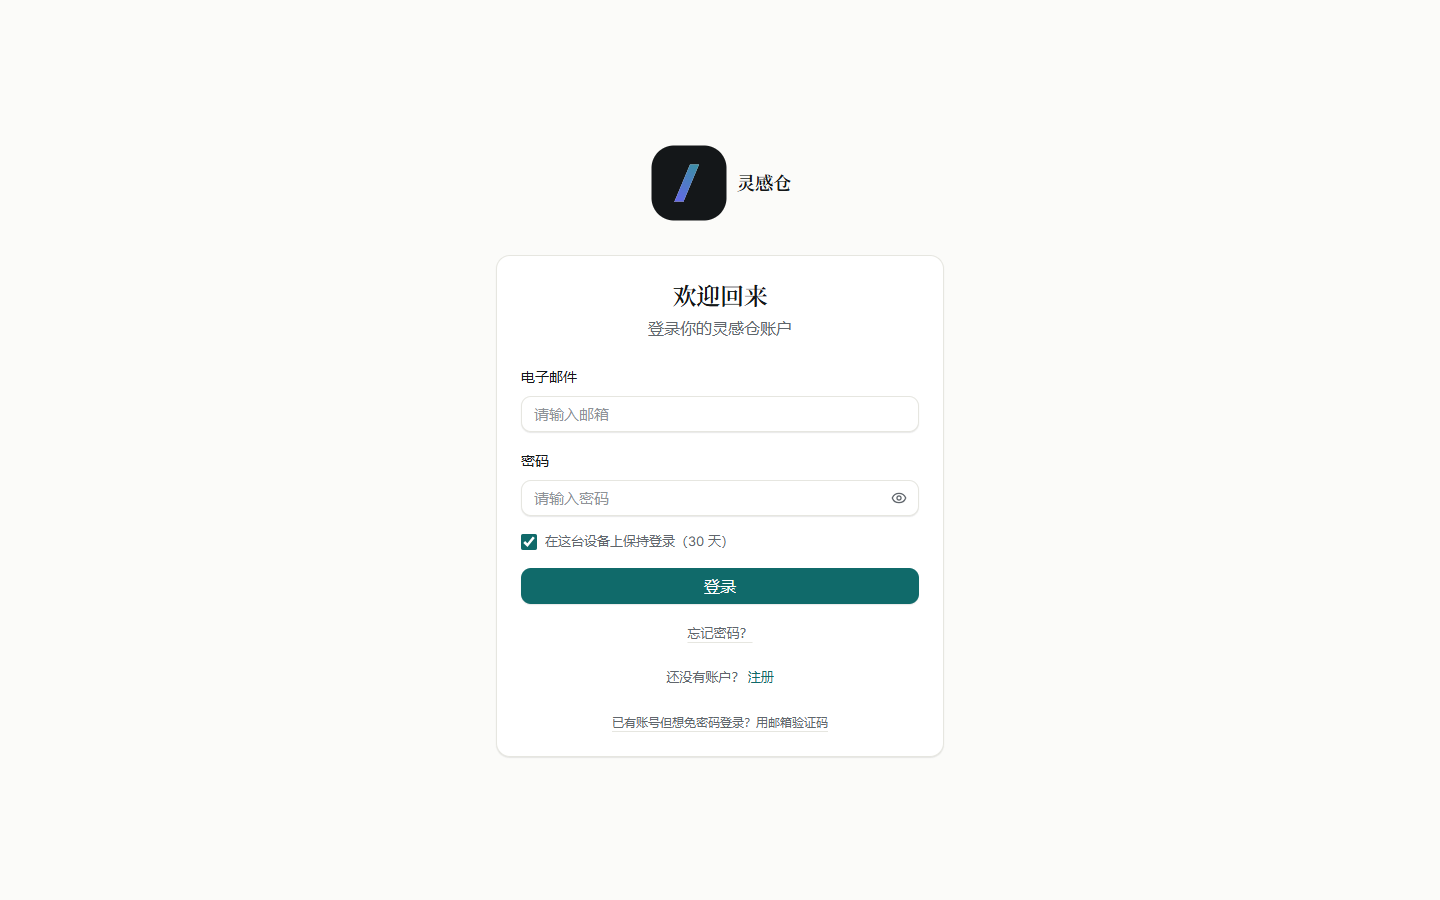 灵感仓
欢迎回来
登录你的灵感仓账户
电子邮件
请输入邮箱
密码
请输入密码
在这台设备上保持登录（30 天）
登录
忘记密码？
还没有账户？ 注册
已有账号但想免密码登录？用邮箱验证码